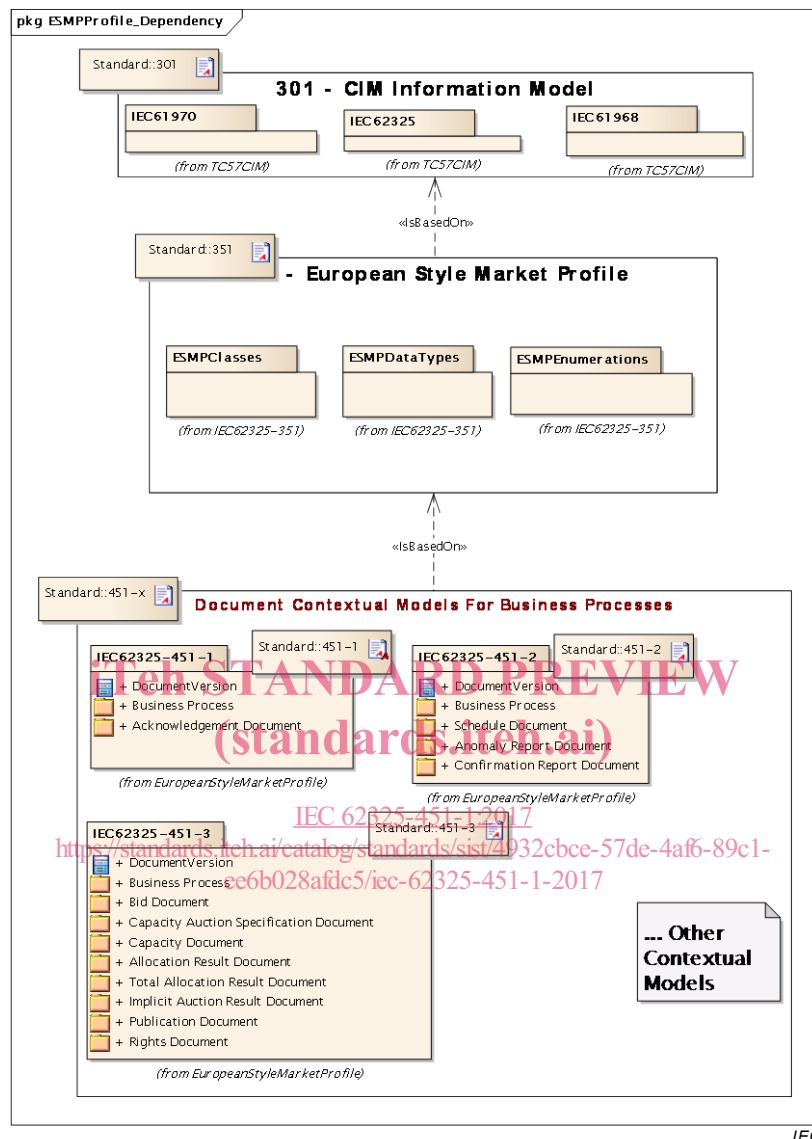 pkg ESMPProfile_Dependency
Standard::301
301 - CIM Information Model
IEC61970
IEC62325
IEC61968
(from TC57CIM)
(from TC57CIM)
(from TC57CIM)
«IsBasedOn»
Standard::351
- European Style Market Profile
ESMPClasses
ESMPDataTypes
ESMPEnumerations
(from IEC62325-351)
(from IEC62325-351)
(from IEC62325-351)
«IsBasedOn»
Standard::451-x
Document Contextual Models For Business Processes
IEC62325-451-1
Standard::451-1
+ DocumentVersion
+ Business Process
+ Acknowledgement Document
(from EuropeanStyleMarketProfile)
IEC62325-451-2
Standard::451-2
+ DocumentVersion
+ Business Process
+ Schedule Document
+ Anomaly Report Document
+ Confirmation Report Document
(from EuropeanStyleMarketProfile)
iTeh STANDARD PREVIEW
(standards.iteh.ai)
IEC 62325-451-1:2017
https://standards.iteh.ai/catalog/standards/sist/4932cbce-57de-4af6-89c1-
ee6b028afdc5/iec-62325-451-1-2017
IEC62325-451-3
Standard::451-3
+ DocumentVersion
+ Business Process
+ Bid Document
+ Capacity Auction Specification Document
+ Capacity Document
+ Allocation Result Document
+ Total Allocation Result Document
+ Implicit Auction Result Document
+ Publication Document
+ Rights Document
(from EuropeanStyleMarketProfile)
... Other
Contextual
Models